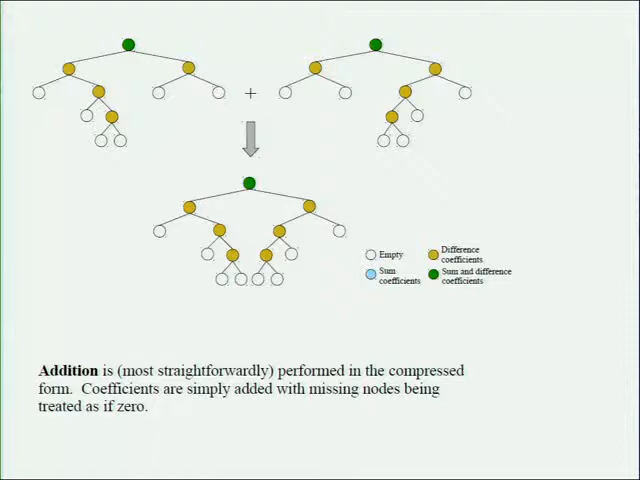 +
Empty
Difference
coefficients
Sum
coefficients
Sum and difference
coefficients
Addition is (most straightforwardly) performed in the compressed
form. Coefficients are simply added with missing nodes being
treated as if zero.